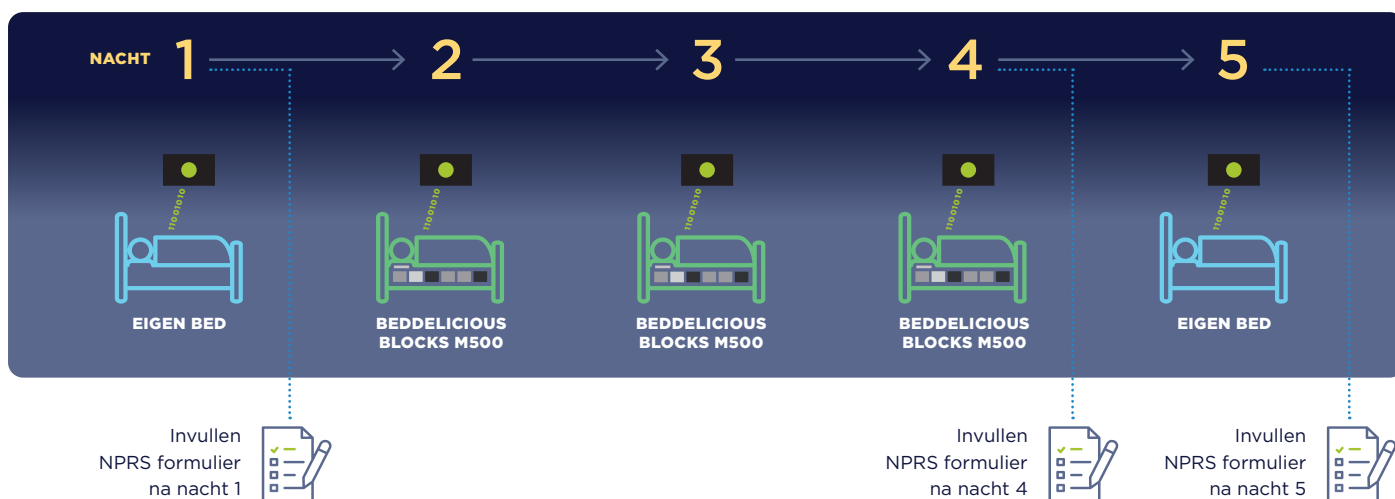 NACHT 1 2 3 4 5
11001010 11001010 11001010 11001010 11001010
EIGEN BED
BEDDELICIOUS
BLOCKS M500
BEDDELICIOUS
BLOCKS M500
BEDDELICIOUS
BLOCKS M500
EIGEN BED
Invullen
NPRS formulier
na nacht 1
Invullen
NPRS formulier
na nacht 4
Invullen
NPRS formulier
na nacht 5